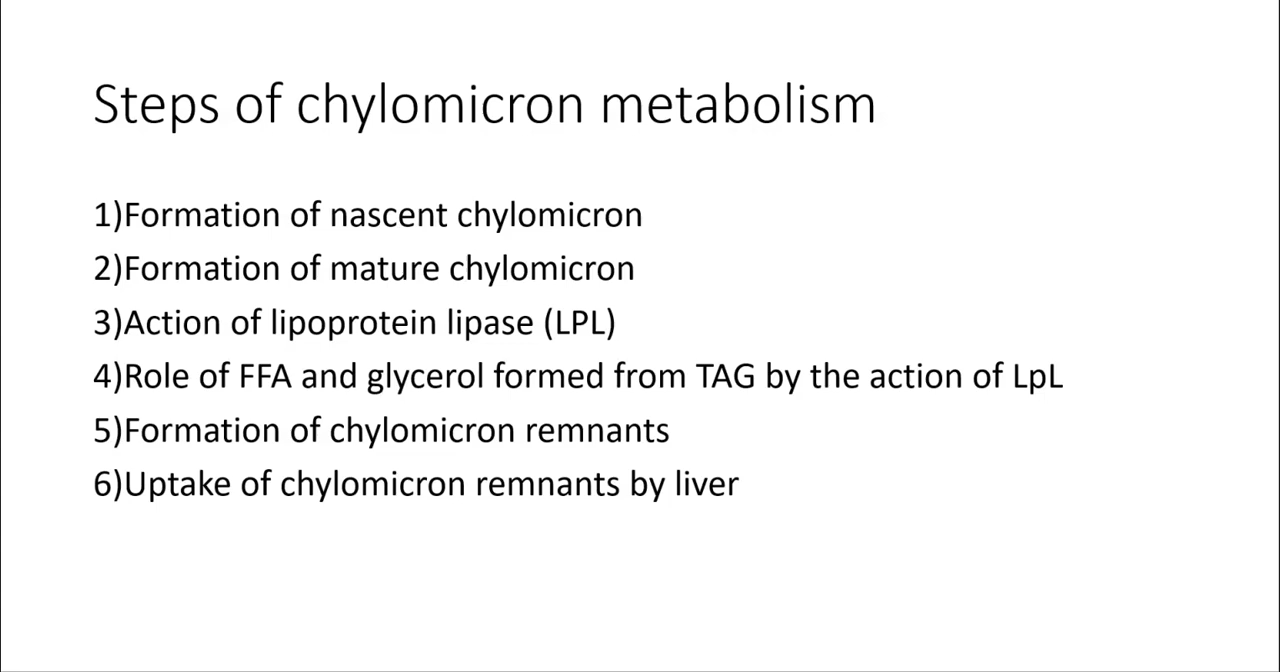 Steps of chylomicron metabolism
1)Formation of nascent chylomicron
2)Formation of mature chylomicron
3)Action of lipoprotein lipase (LPL)
4)Role of FFA and glycerol formed from TAG by the action of LpL
5)Formation of chylomicron remnants
6)Uptake of chylomicron remnants by liver